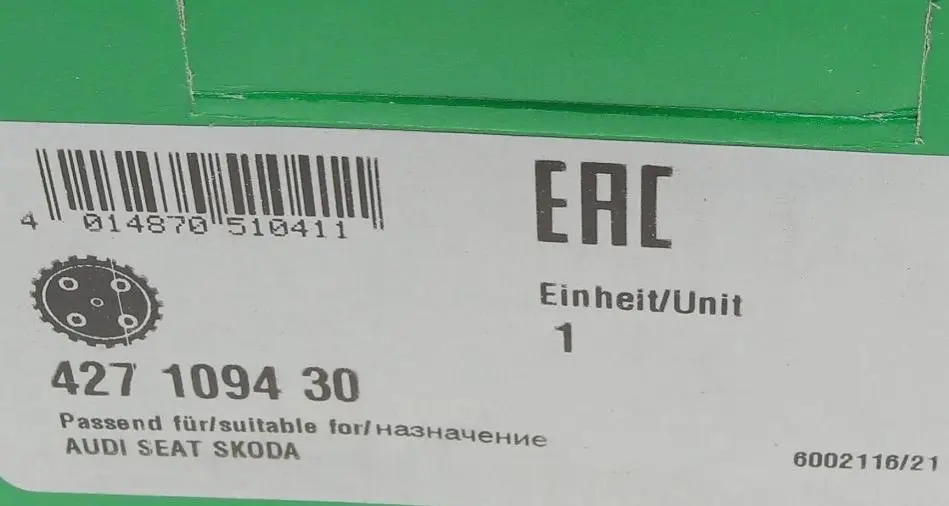 4 014870 510411
EAC
Einheit/Unit
1
427 1094 30
Passend für/suitable for/назначение
AUDI SEAT SKODA
6002116/21